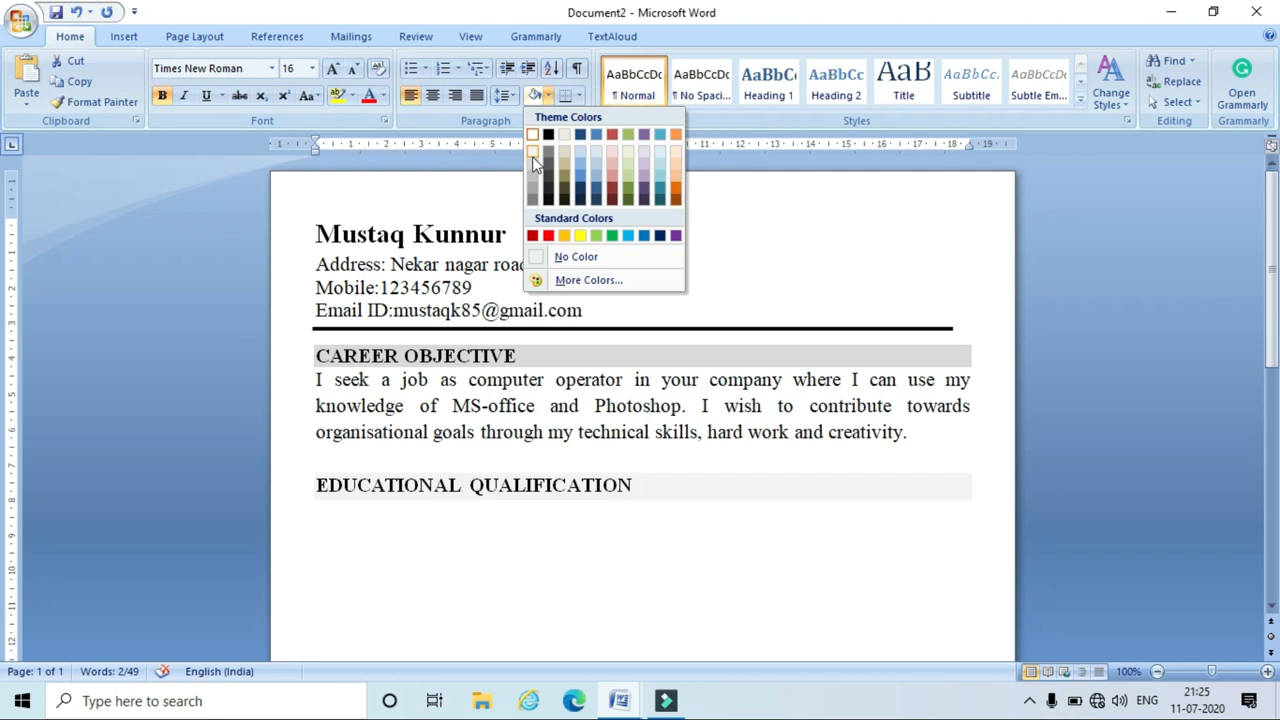 Document2 - Microsoft Word
Home Insert Page Layout References Mailings Review View Grammarly TextAloud
Paste
Cut
Copy
Format Painter
Clipboard
Times New Roman 16
Font
Paragraph
AaBbCcDc AaBbCcDc AaBbCc AaBbCc AaB AaBbCc. AaBbCcDc
¶ Normal ¶ No Spaci... Heading 1 Heading 2 Title Subtitle Subtle Em...
Change
Styles
Styles
Find
Replace
Select
Editing
Open
Grammarly
Grammarly
Theme Colors
Standard Colors
No Color
More Colors...
Mustaq Kunnur
Address: Nekar nagar road
Mobile:123456789
Email ID:mustaqk85@gmail.com
CAREER OBJECTIVE
I seek a job as computer operator in your company where I can use my
knowledge of MS-office and Photoshop. I wish to contribute towards
organisational goals through my technical skills, hard work and creativity.
EDUCATIONAL QUALIFICATION
Page: 1 of 1 Words: 2/49 English (India) 100%
Type here to search
ENG
21:25
11-07-2020